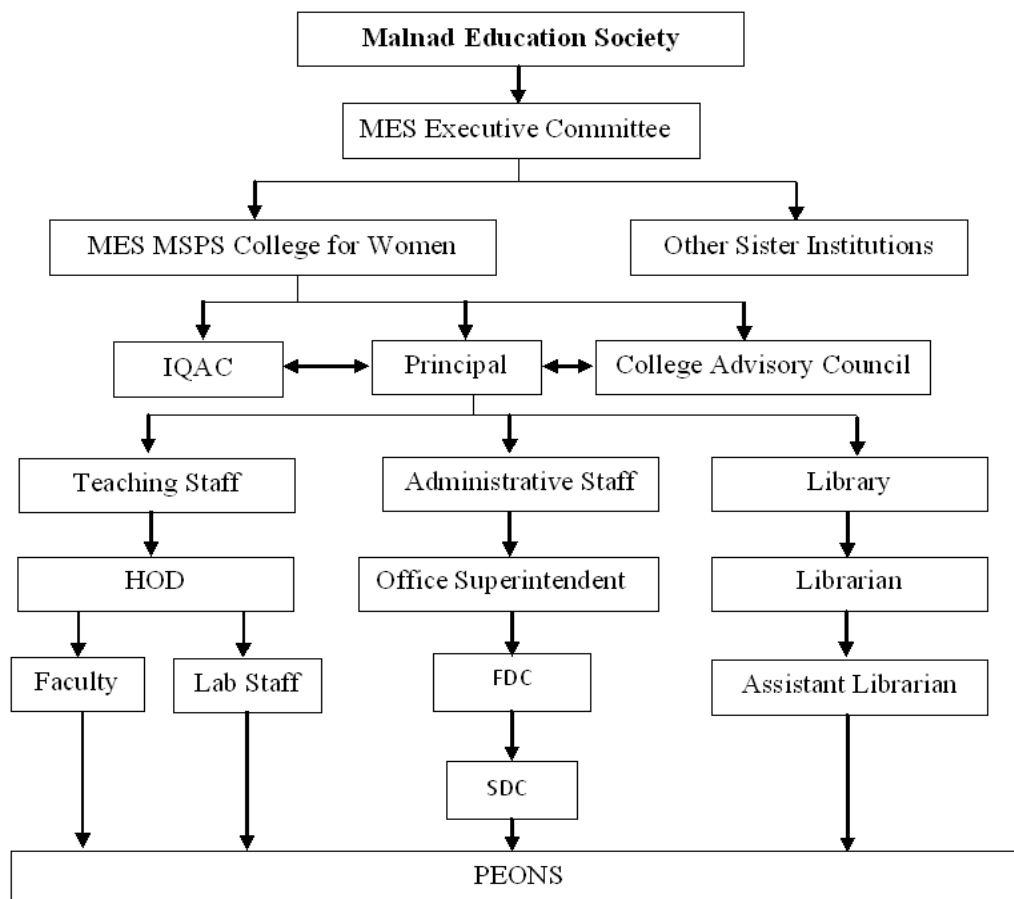 Malnad Education Society
MES Executive Committee
MES MSPS College for Women
Other Sister Institutions
IQAC
Principal
College Advisory Council
Teaching Staff
Administrative Staff
Library
HOD
Office Superintendent
Librarian
Faculty
Lab Staff
FDC
Assistant Librarian
SDC
PEONS